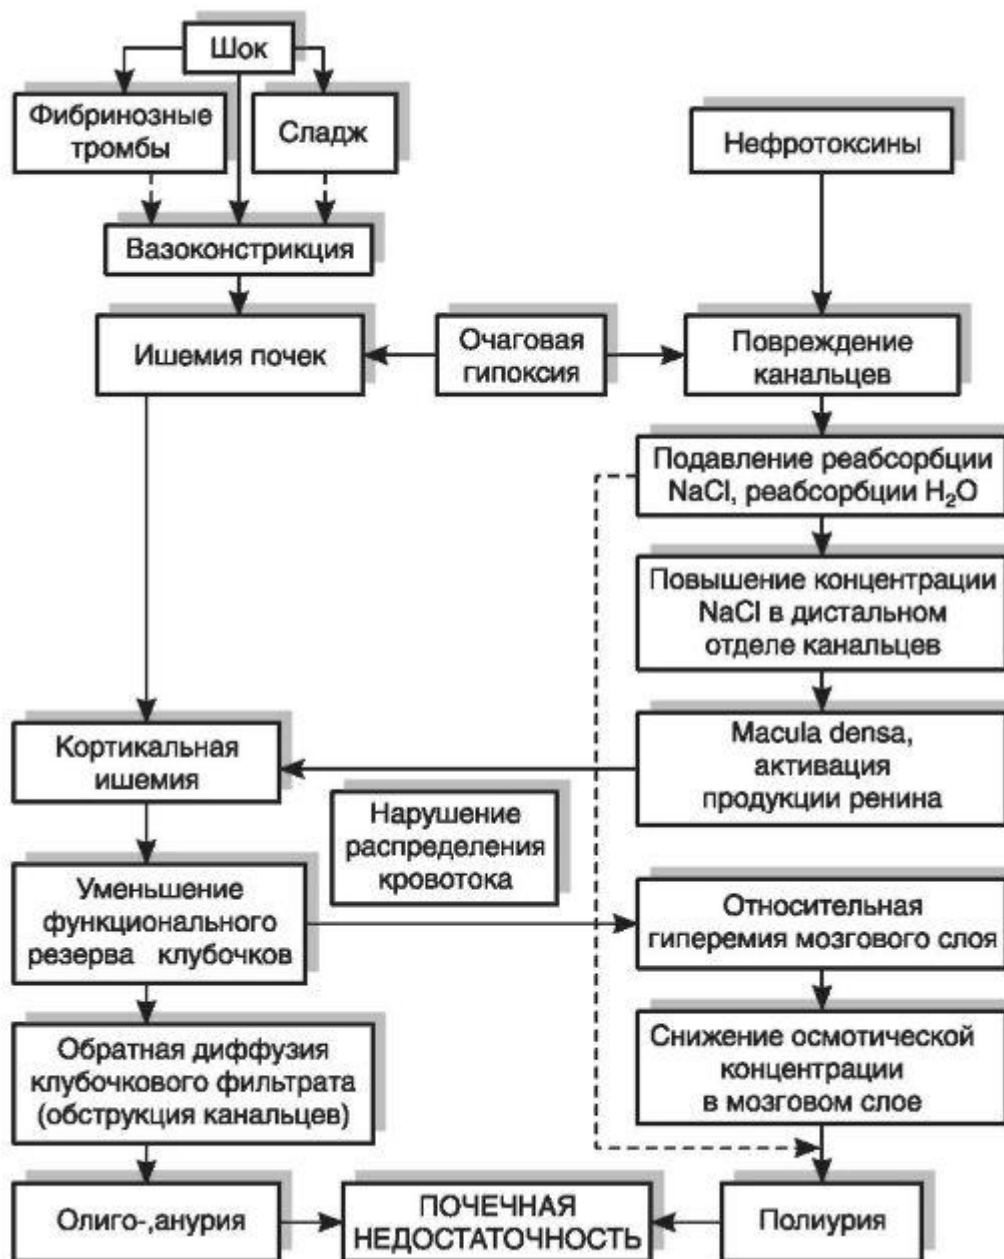 Шок
Фибринозные
тромбы
Сладж
Нефротоксины
Вазоконстрикция
Ишемия почек
Очаговая
гипоксия
Повреждение
канальцев
Подавление реабсорбции
NaCl, реабсорбции H₂O
Повышение концентрации
NaCl в дистальном
отделе канальцев
Кортикальная
ишемия
Macula densa,
активация
продукции ренина
Нарушение
распределения
кровотока
Уменьшение
функционального
резерва клубочков
Относительная
гиперемия мозгового слоя
Обратная диффузия
клубочкового фильтрата
(обструкция канальцев)
Снижение осмотической
концентрации
в мозговом слое
Олиго-,анурия
ПОЧЕЧНАЯ
НЕДОСТАТОЧНОСТЬ
Полиурия